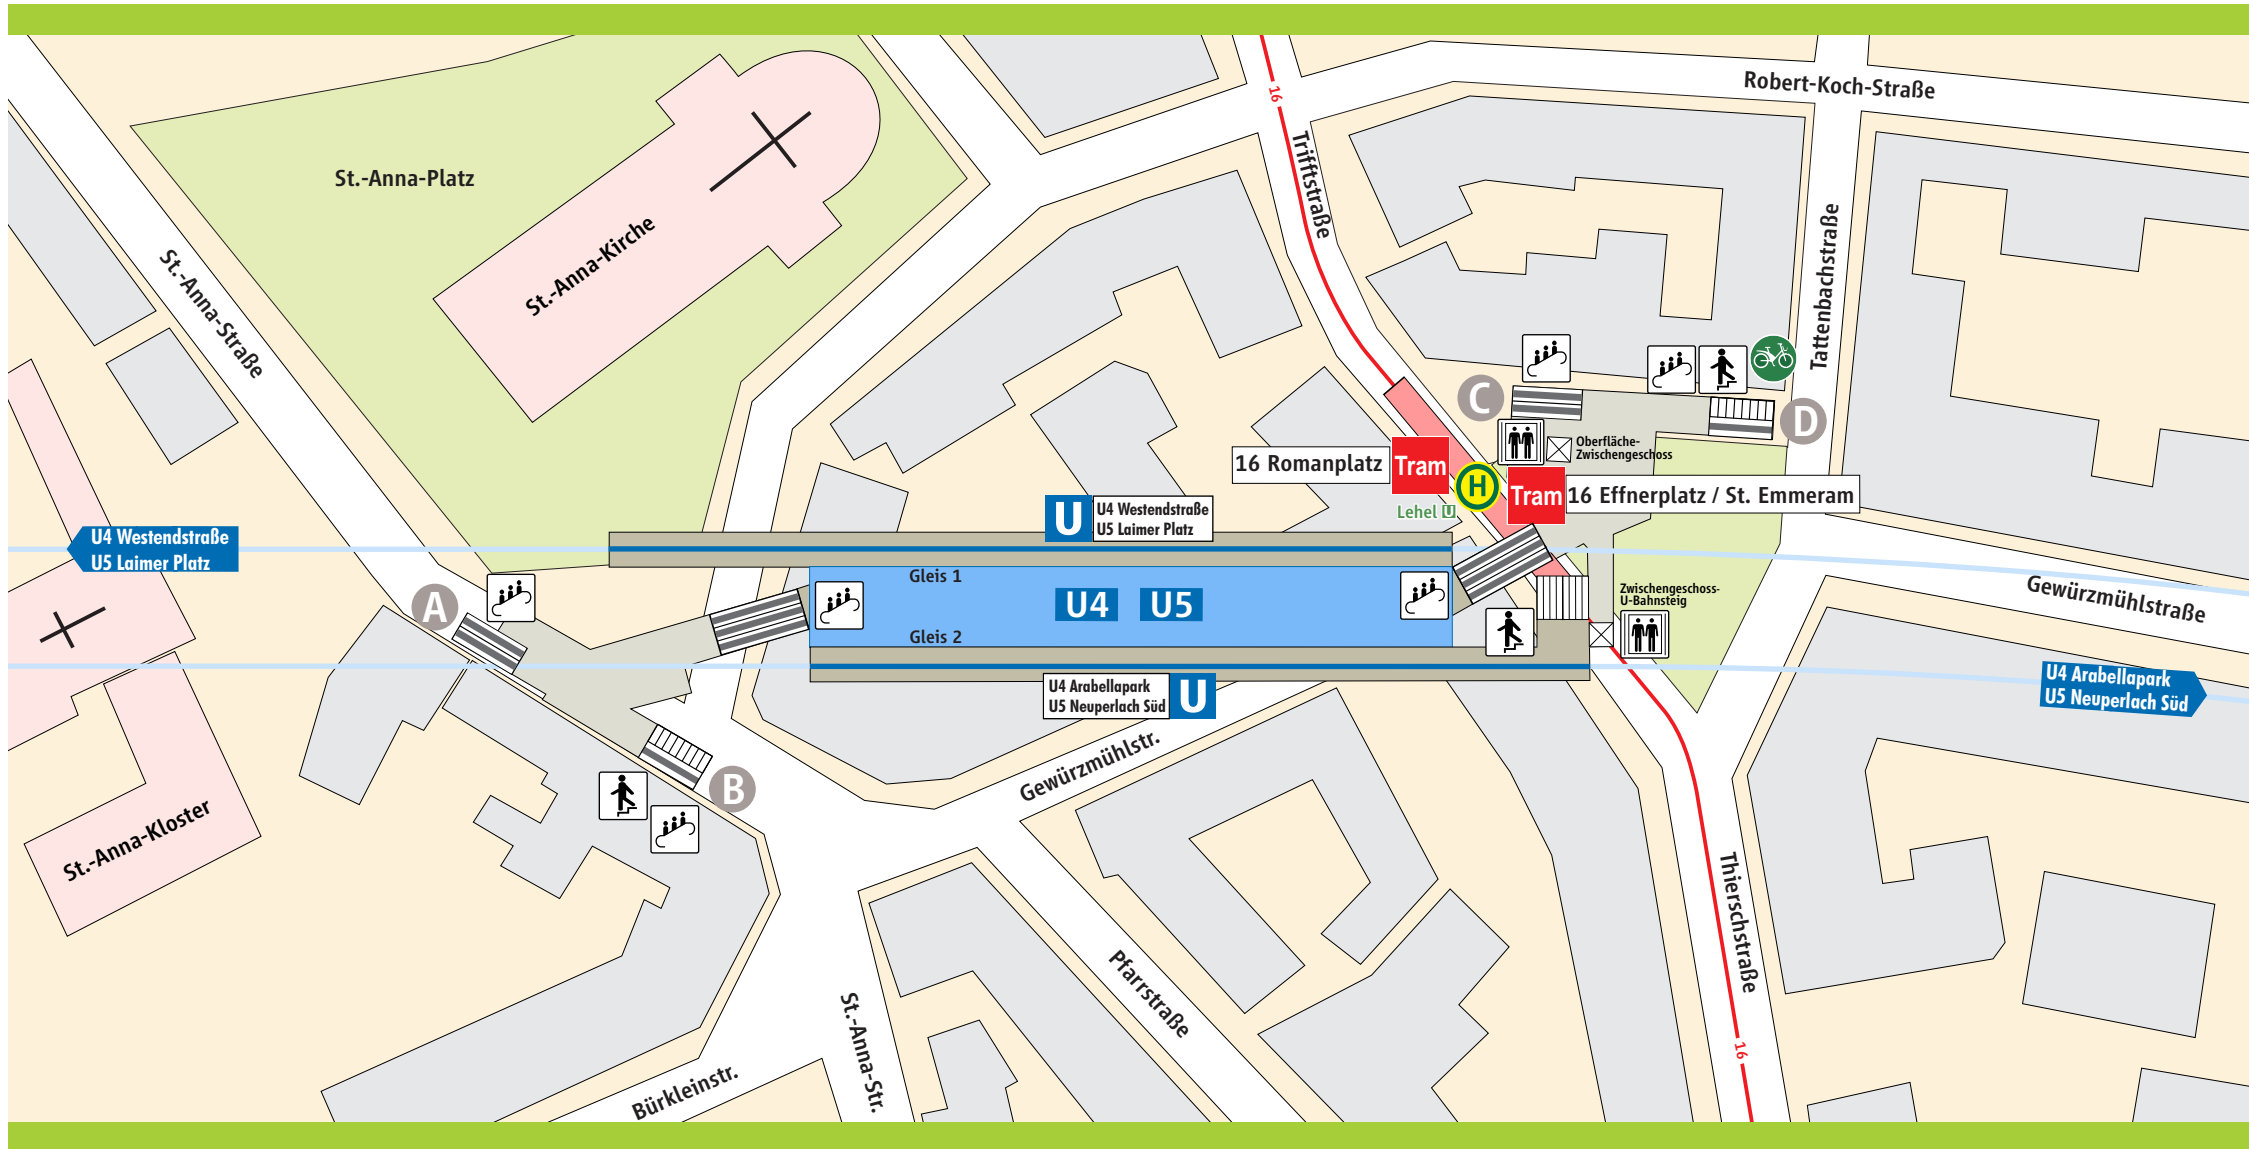 16
Robert-Koch-Straße
Trifftstraße
St.-Anna-Platz
St.-Anna-Kirche
St.-Anna-Straße
Tattenbachstraße
C
D
Oberfläche-
Zwischengeschoss
16 Romanplatz
Tram
H
Tram
16 Effnerplatz / St. Emmeram
Lehel U
U
U4 Westendstraße
U5 Laimer Platz
U4 Westendstraße
U5 Laimer Platz
Gleis 1
U4
U5
Gleis 2
A
Zwischengeschoss-
U-Bahnsteig
Gewürzmühlstraße
U4 Arabellapark
U5 Neuperlach Süd
U
U4 Arabellapark
U5 Neuperlach Süd
Gewürzmühlstr.
B
St.-Anna-Kloster
Thierschstraße
Pfarrstraße
St.-Anna-Str.
16
Bürkleinstr.